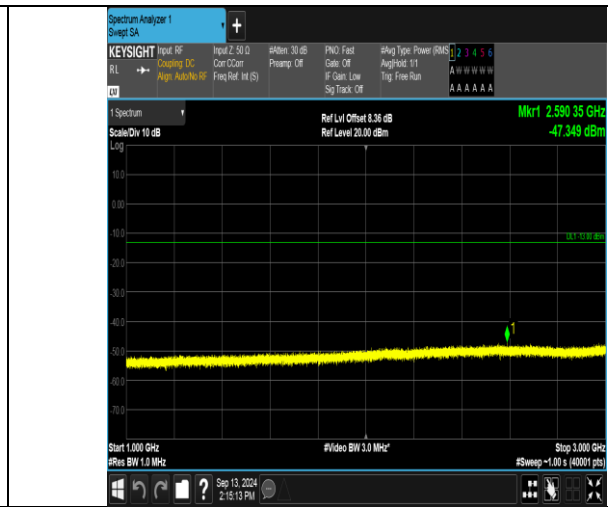 Spectrum Analyzer 1
Swept SA
+
KEYSIGHT Input: RF Input Z: 50 Ω #Atten: 30 dB PNO: Fast #Avg Type: Power (RMS 1 2 3 4 5 6
RL Coupling: DC Corr CCorr Preamp: Off Gate: Off Avg|Hold: 1/1 A W W W W W
Align: Auto/No RF Freq Ref: Int (S) IF Gain: Low Trig: Free Run
Sig Track: Off A A A A A A
1 Spectrum
Ref Lvl Offset 8.36 dB Mkr1 2.590 35 GHz
Scale/Div 10 dB Ref Level 20.00 dBm -47.349 dBm
Log
10.0
0.00
-10.0
DL1 -13.00 dBm
-20.0
-30.0
-40.0
1
-50.0
-60.0
-70.0
Start 1.000 GHz #Video BW 3.0 MHz* Stop 3.000 GHz
#Res BW 1.0 MHz #Sweep ~1.00 s (40001 pts)
? Sep 13, 2024
2:15:13 PM